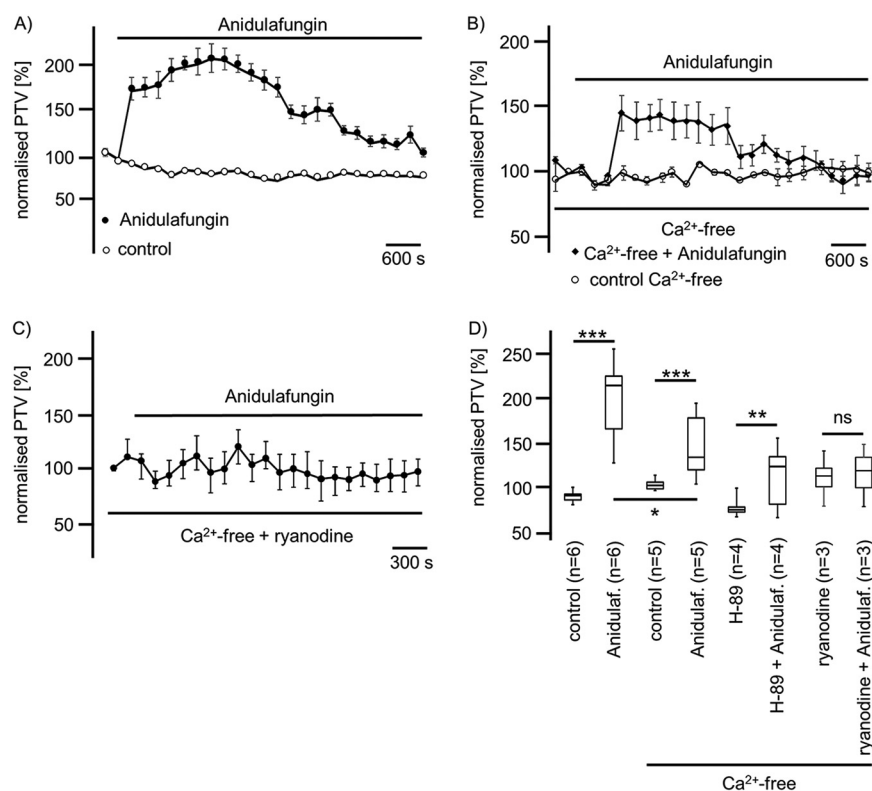 A)
Anidulafungin
normalised PTV [%]
200
150
100
50
Anidulafungin
control
600 s
B)
Anidulafungin
normalised PTV [%]
200
150
100
50
Ca²⁺-free
Ca²⁺-free + Anidulafungin
control Ca²⁺-free
600 s
C)
Anidulafungin
normalised PTV [%]
200
150
100
50
Ca²⁺-free + ryanodine
300 s
D)
normalised PTV [%]
250
200
150
100
50
***
***
**
ns
*
control (n=6)
Anidulaf. (n=6)
control (n=5)
Anidulaf. (n=5)
H-89 (n=4)
H-89 + Anidulaf. (n=4)
ryanodine (n=3)
ryanodine + Anidulaf. (n=3)
Ca²⁺-free